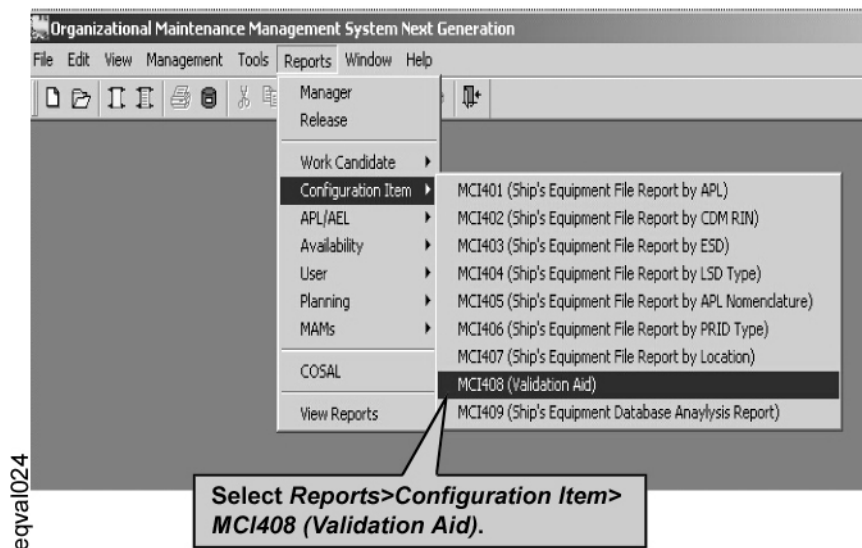 Organizational Maintenance Management System Next Generation
File Edit View Management Tools Reports Window Help
Manager
Release
Work Candidate
Configuration Item
APL/AEL
Availability
User
Planning
MAMs
COSAL
View Reports
MCI401 (Ship's Equipment File Report by APL)
MCI402 (Ship's Equipment File Report by CDM RIN)
MCI403 (Ship's Equipment File Report by ESD)
MCI404 (Ship's Equipment File Report by LSD Type)
MCI405 (Ship's Equipment File Report by APL Nomenclature)
MCI406 (Ship's Equipment File Report by PRID Type)
MCI407 (Ship's Equipment File Report by Location)
MCI408 (Validation Aid)
MCI409 (Ship's Equipment Database Anaylysis Report)
Select Reports>Configuration Item>
MCI408 (Validation Aid).
eqval024